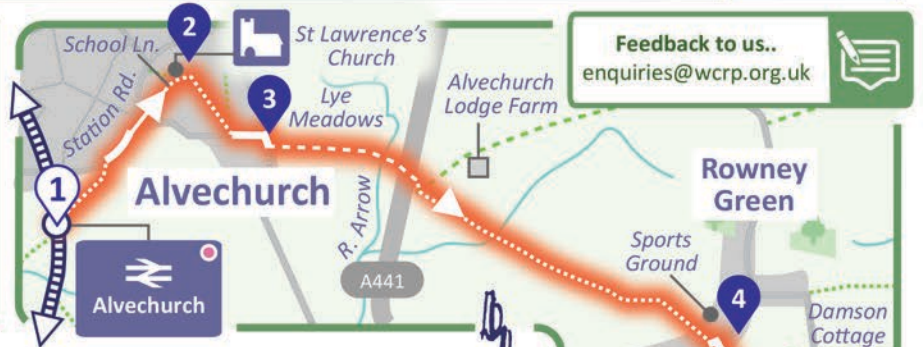 2
School Ln.
St Lawrence's
Church
Feedback to us..
enquiries@wcrp.org.uk
Station Rd.
3
Lye
Meadows
Alvechurch
Lodge Farm
1
Alvechurch
R. Arrow
Rowney
Green
Sports
Ground
Alvechurch
A441
4
Damson
Cottage